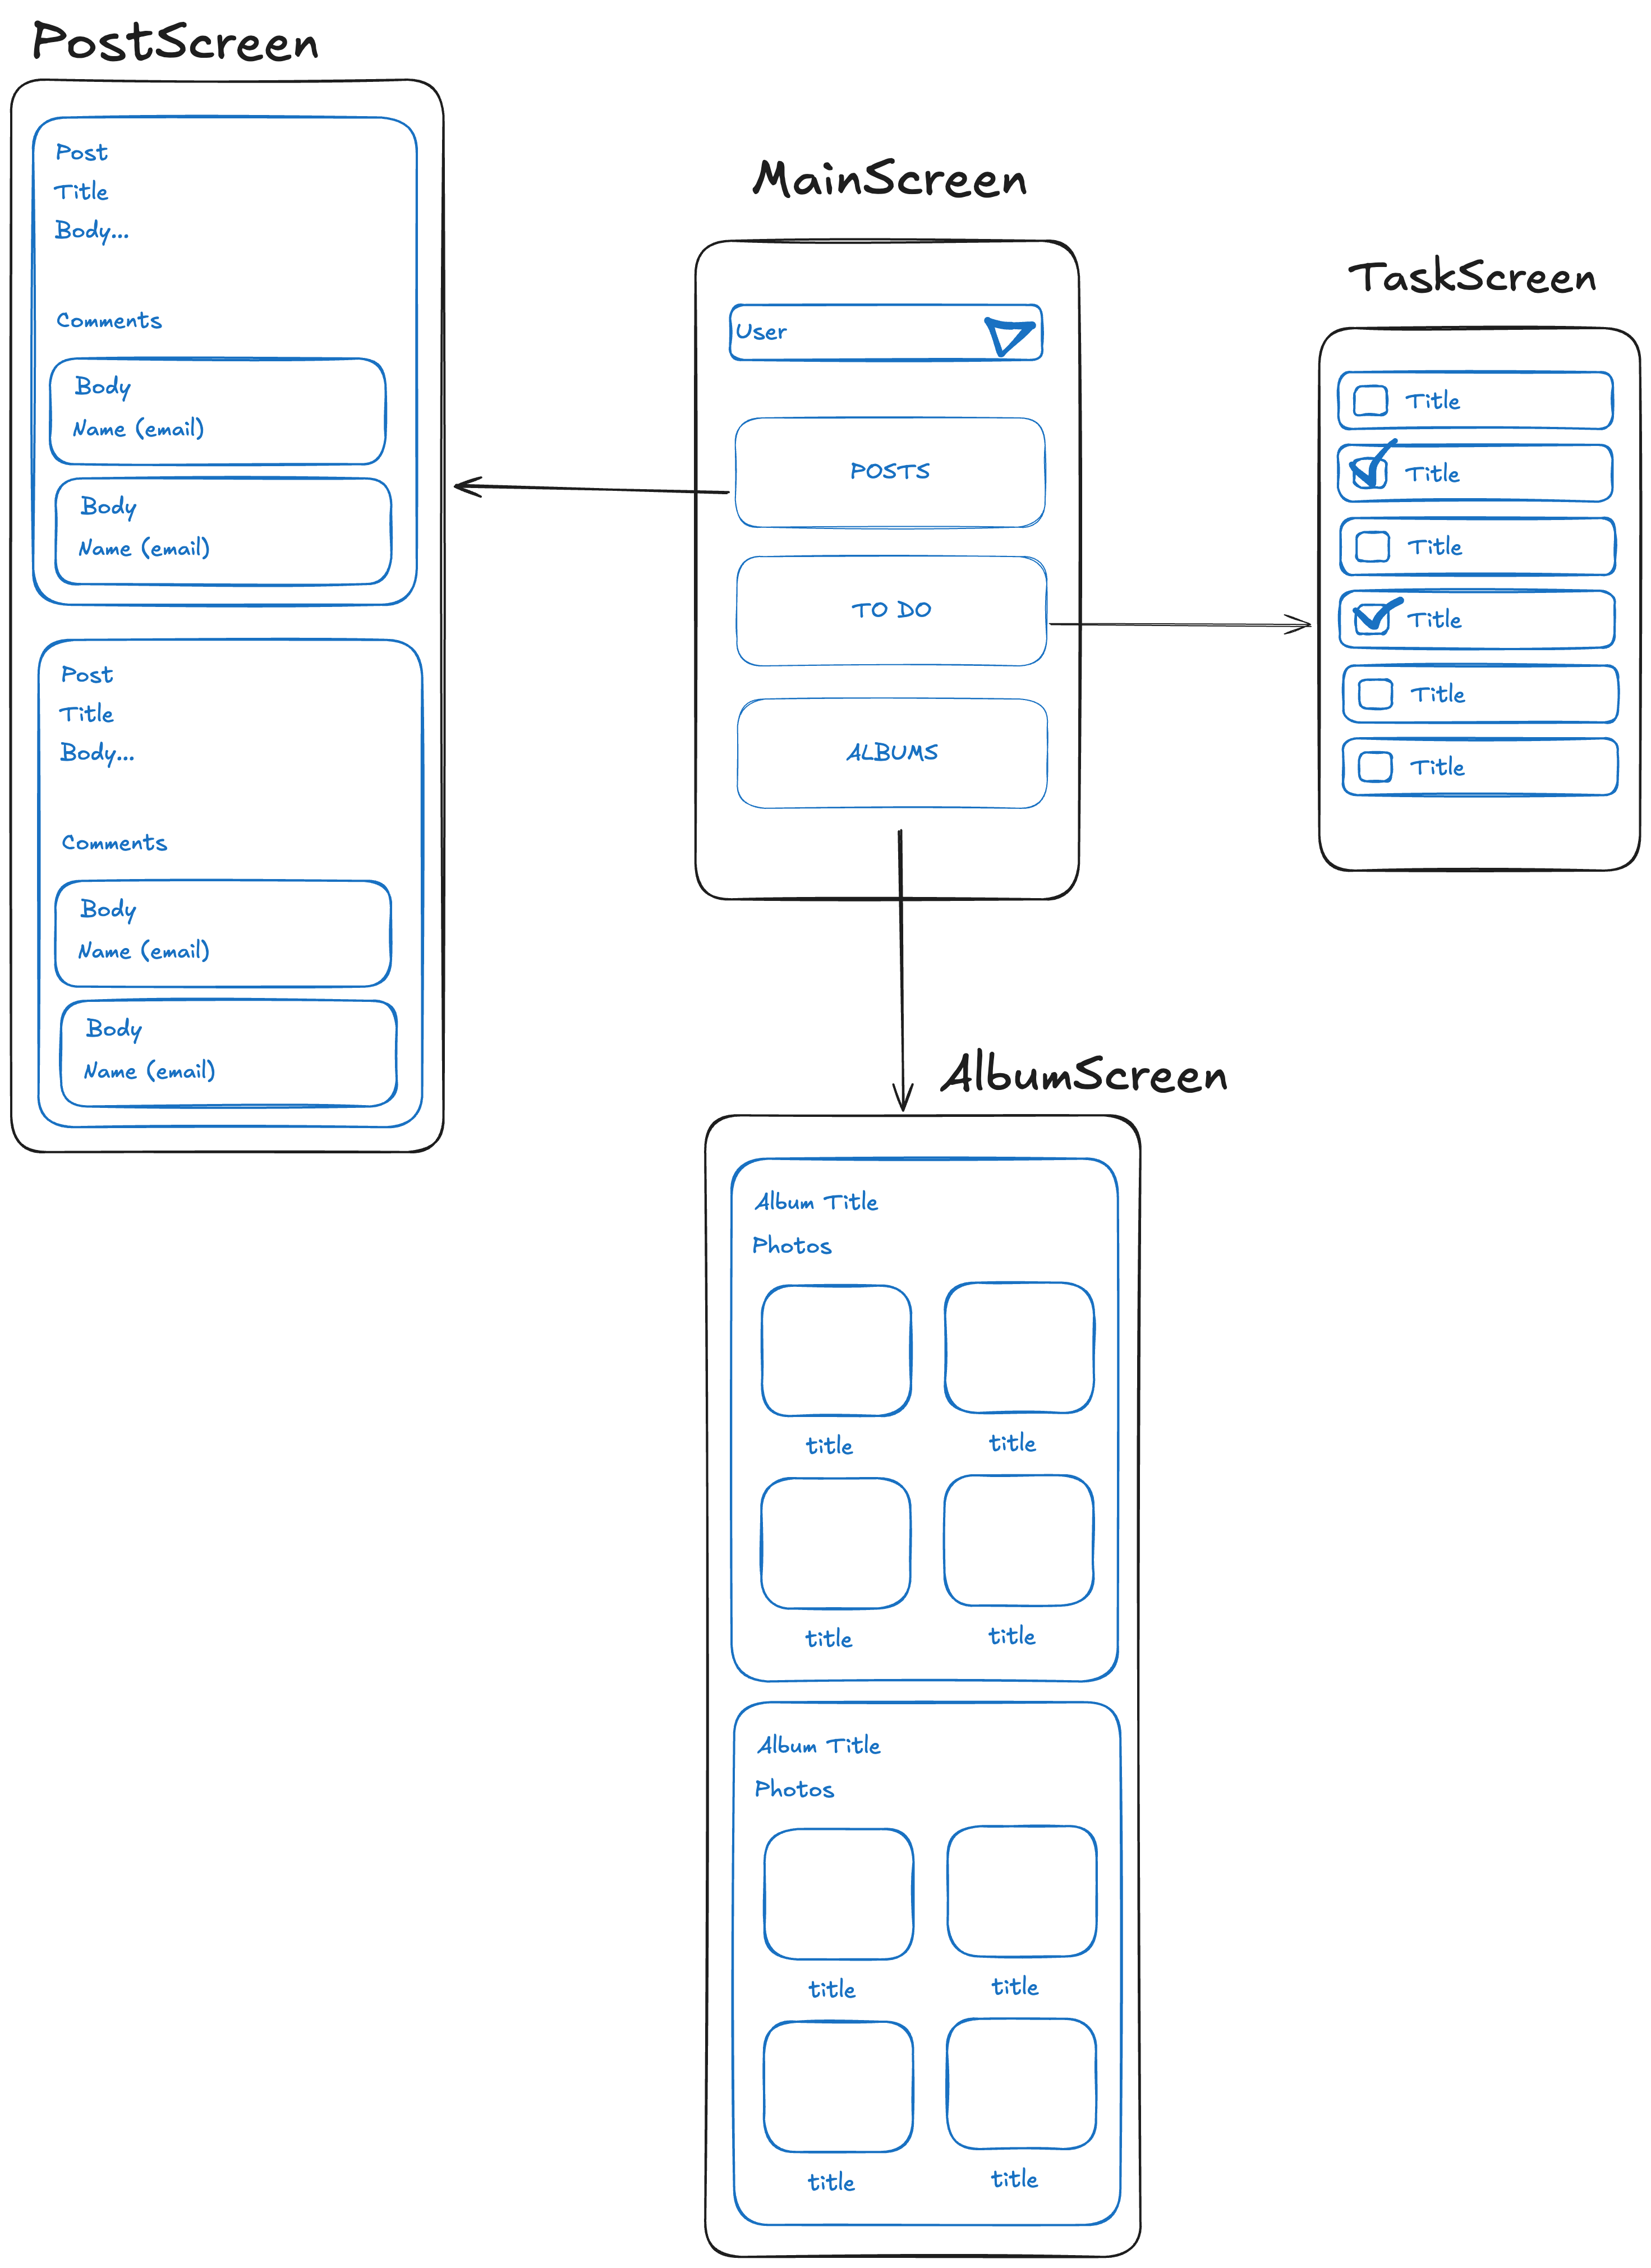 PostScreen
Post
Title
Body...
Comments
Body
Name (email)
Body
Name (email)
Post
Title
Body...
Comments
Body
Name (email)
Body
Name (email)
MainScreen
User
POSTS
TO DO
ALBUMS
TaskScreen
Title
Title
Title
Title
Title
Title
AlbumScreen
Album Title
Photos
title title
title title
Album Title
Photos
title title
title title